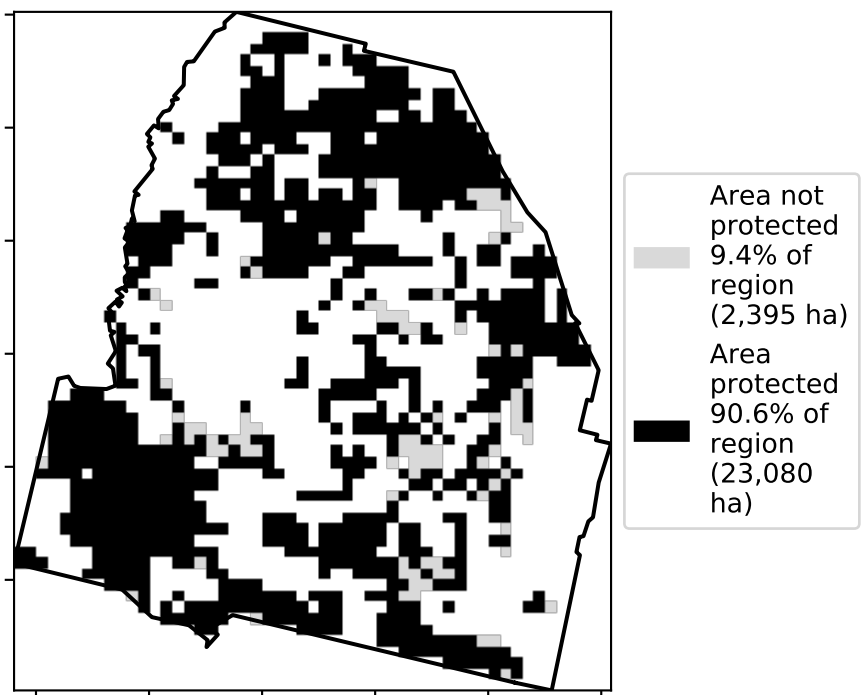 Area not
protected
9.4% of
region
(2,395 ha)
Area
protected
90.6% of
region
(23,080
ha)